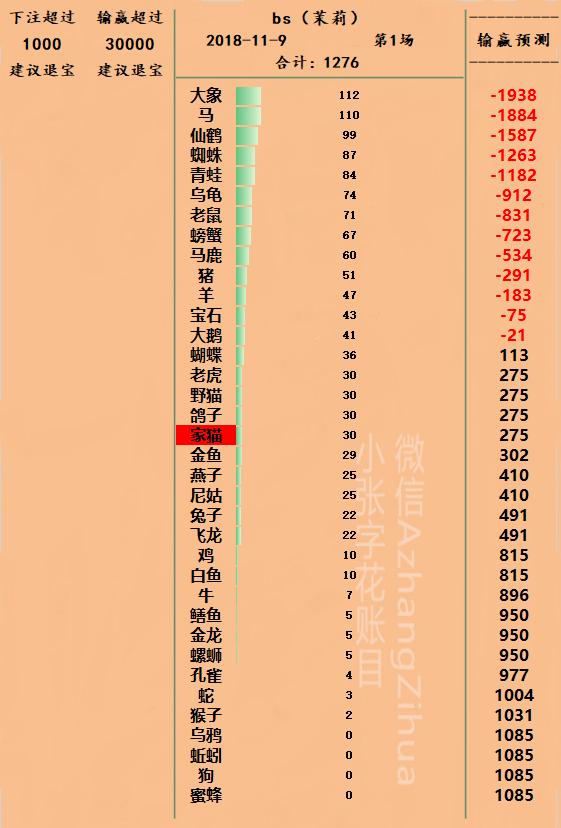 下注超过 输赢超过
1000 30000
建议退宝 建议退宝
bs（茉莉）
2018-11-9 第1场
合计：1276
----------
输赢预测
----------
大象 112 -1938
马 110 -1884
仙鹤 99 -1587
蜘蛛 87 -1263
青蛙 84 -1182
乌龟 74 -912
老鼠 71 -831
螃蟹 67 -723
马鹿 60 -534
猪 51 -291
羊 47 -183
宝石 43 -75
大鹅 41 -21
蝴蝶 36 113
老虎 30 275
野猫 30 275
鸽子 30 275
家猫 30 275
金鱼 29 302
燕子 25 410
尼姑 25 410
兔子 22 491
飞龙 22 491
鸡 10 815
白鱼 10 815
牛 7 896
鳝鱼 5 950
金龙 5 950
螺蛳 5 950
孔雀 4 977
蛇 3 1004
猴子 2 1031
乌鸦 0 1085
蚯蚓 0 1085
狗 0 1085
蜜蜂 0 1085
微信AzhangZihua
小张字花账目